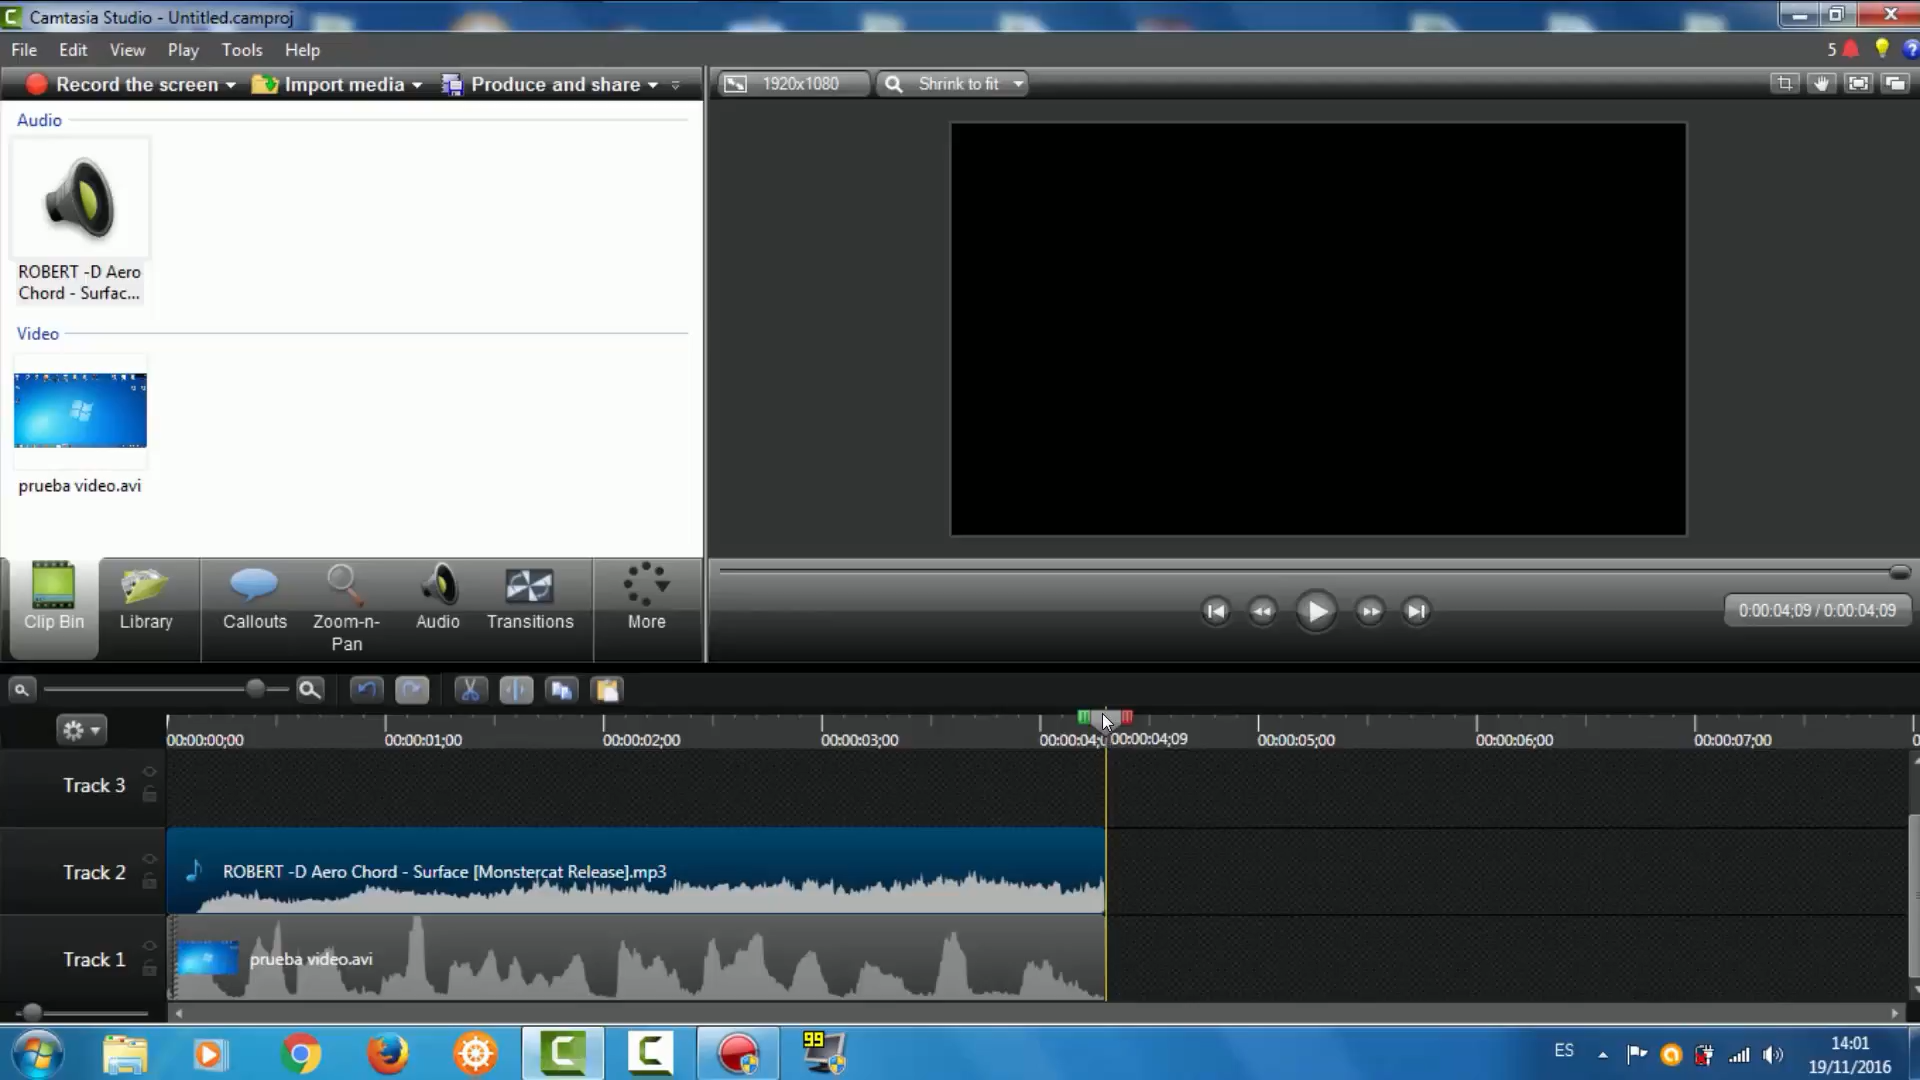 Camtasia Studio - Untitled.camproj
File Edit View Play Tools Help
5
Record the screen Import media Produce and share
1920x1080 Shrink to fit
Audio
ROBERT -D Aero
Chord - Surfac...
Video
prueba video.avi
Clip Bin Library Callouts Zoom-n-
Pan Audio Transitions More
0:00:04;09 / 0:00:04;09
00:00:00;00 00:00:01;00 00:00:02;00 00:00:03;00 00:00:04;0 00:00:04;09 00:00:05;00 00:00:06;00 00:00:07;00
Track 3
Track 2 ROBERT -D Aero Chord - Surface [Monstercat Release].mp3
Track 1 prueba video.avi
99
ES
14:01
19/11/2016